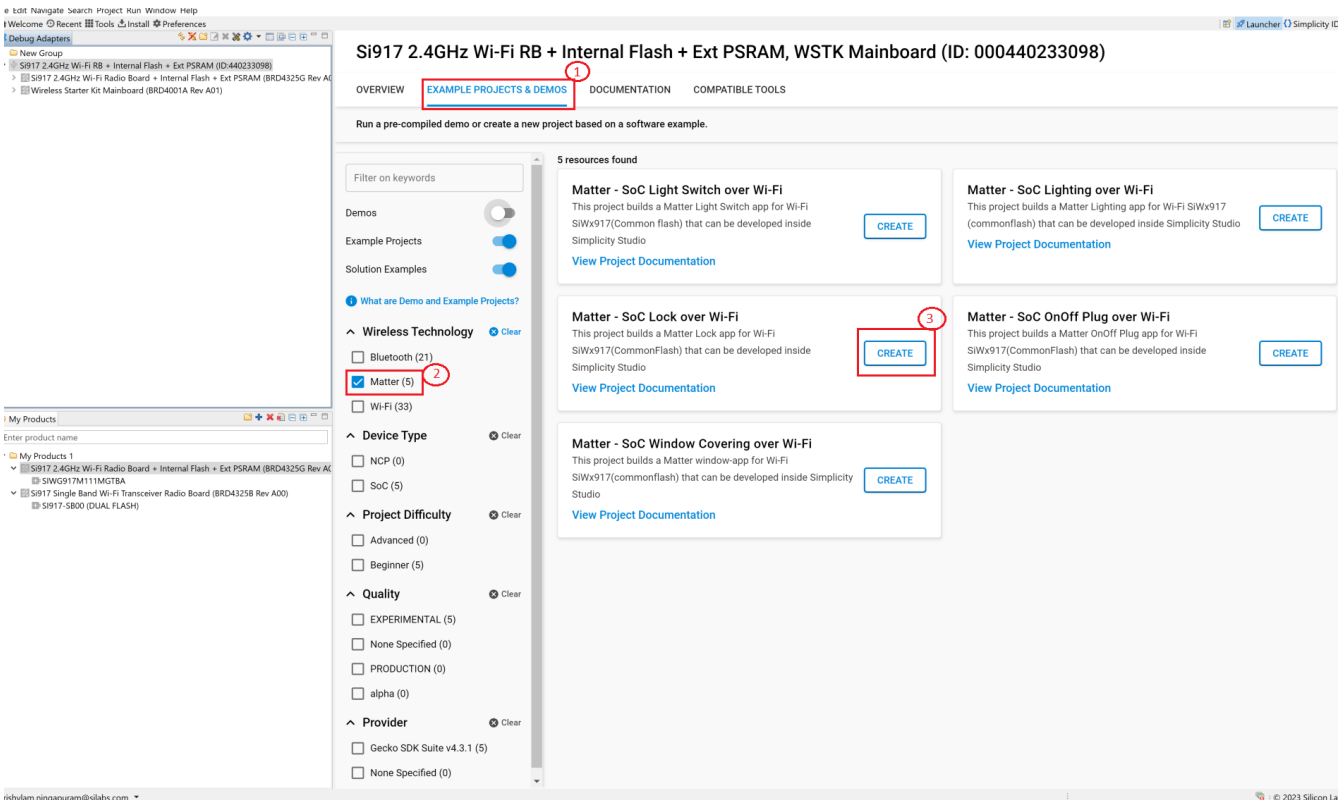 Edit Navigate Search Project Run Window Help
Welcome Recent Tools Install Preferences
Launcher Simplicity ID
Debug Adapters
New Group
Si917 2.4GHz Wi-Fi RB + Internal Flash + Ext PSRAM (ID:440233098)
Si917 2.4GHz Wi-Fi Radio Board + Internal Flash + Ext PSRAM (BRD4325G Rev A0
Wireless Starter Kit Mainboard (BRD4001A Rev A01)
My Products
Enter product name
My Products 1
Si917 2.4GHz Wi-Fi Radio Board + Internal Flash + Ext PSRAM (BRD4325G Rev A0
SIWG917M111MGTBA
Si917 Single Band Wi-Fi Transceiver Radio Board (BRD4325B Rev A00)
SI917-SB00 (DUAL FLASH)
Si917 2.4GHz Wi-Fi RB + Internal Flash + Ext PSRAM, WSTK Mainboard (ID: 000440233098)
1
OVERVIEW EXAMPLE PROJECTS & DEMOS DOCUMENTATION COMPATIBLE TOOLS
Run a pre-compiled demo or create a new project based on a software example.
Filter on keywords
Demos
Example Projects
Solution Examples
What are Demo and Example Projects?
Wireless Technology Clear
Bluetooth (21)
Matter (5)
2
Wi-Fi (33)
Device Type Clear
NCP (0)
SoC (5)
Project Difficulty Clear
Advanced (0)
Beginner (5)
Quality Clear
EXPERIMENTAL (5)
None Specified (0)
PRODUCTION (0)
alpha (0)
Provider Clear
Gecko SDK Suite v4.3.1 (5)
None Specified (0)
5 resources found
Matter - SoC Light Switch over Wi-Fi
This project builds a Matter Light Switch app for Wi-Fi
SiWx917(Common flash) that can be developed inside
Simplicity Studio
View Project Documentation
CREATE
Matter - SoC Lighting over Wi-Fi
This project builds a Matter Lighting app for Wi-Fi SiWx917
(commonflash) that can be developed inside Simplicity Studio
View Project Documentation
CREATE
Matter - SoC Lock over Wi-Fi
This project builds a Matter Lock app for Wi-Fi
SiWx917(CommonFlash) that can be developed inside
Simplicity Studio
View Project Documentation
3
CREATE
Matter - SoC OnOff Plug over Wi-Fi
This project builds a Matter OnOff Plug app for Wi-Fi
SiWx917(CommonFlash) that can be developed inside
Simplicity Studio
View Project Documentation
CREATE
Matter - SoC Window Covering over Wi-Fi
This project builds a Matter window-app for Wi-Fi
SiWx917(commonflash) that can be developed inside Simplicity
Studio
View Project Documentation
CREATE
© 2023 Silicon La